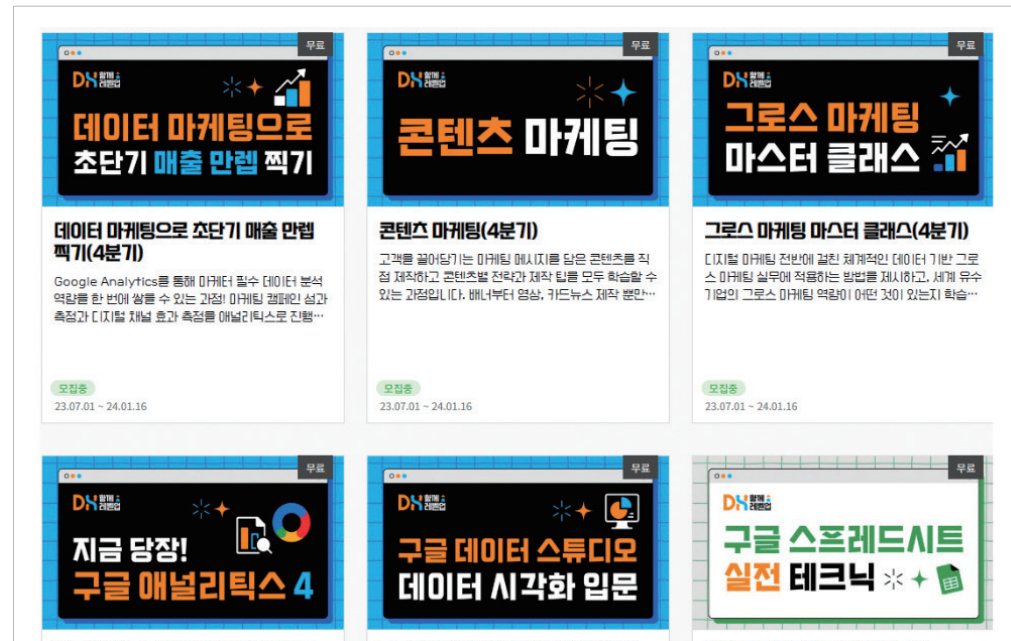 무료
DX 함께 레벨업
데이터 마케팅으로
초단기 매출 만렙 찍기
데이터 마케팅으로 초단기 매출 만렙
찍기(4분기)
Google Analytics를 통해 마케터 필수 데이터 분석
역량을 한 번에 쌓을 수 있는 과정! 마케팅 캠페인 성과
측정과 디지털 채널 효과 측정을 애널리틱스로 진행…
모집중
23.07.01 ~ 24.01.16
무료
DX 함께 레벨업
콘텐츠 마케팅
콘텐츠 마케팅(4분기)
고객을 끌어당기는 마케팅 메시지를 담은 콘텐츠를 직
접 제작하고 콘텐츠별 전략과 제작 팁를 모두 학습할 수
있는 과정입니다. 배너부터 영상, 카드뉴스 제작 뿐만…
모집중
23.07.01 ~ 24.01.16
무료
DX 함께 레벨업
그로스 마케팅
마스터 클래스
그로스 마케팅 마스터 클래스(4분기)
디지털 마케팅 전반에 걸친 체계적인 데이터 기반 그로
스 마케팅 실무에 적용하는 방법을 제시하고, 세계 유수
기업의 그로스 마케팅 역량이 어떤 것이 있는지 학습…
모집중
23.07.01 ~ 24.01.16
무료
DX 함께 레벨업
지금 당장!
구글 애널리틱스 4
무료
DX 함께 레벨업
구글 데이터 스튜디오
데이터 시각화 입문
무료
DX 함께 레벨업
구글 스프레드시트
실전 테크닉